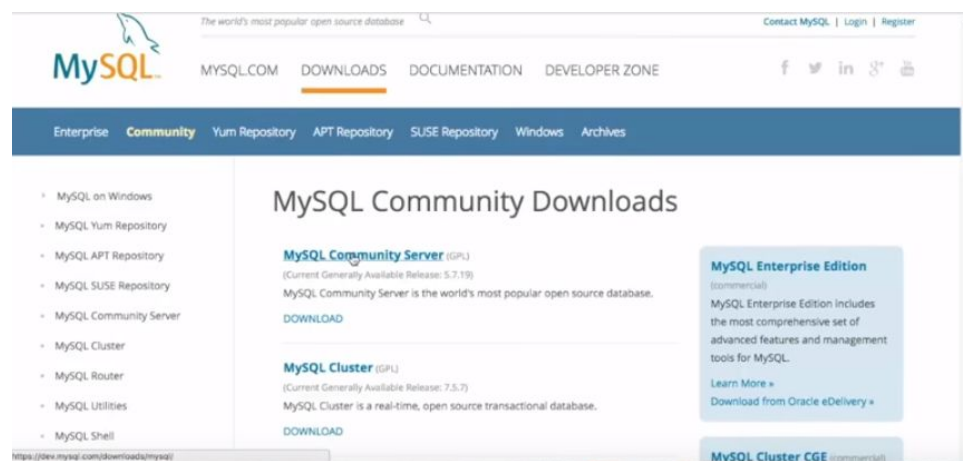 The world's most popular open source database
Contact MySQL | Login | Register
MySQL
MYSQL.COM DOWNLOADS DOCUMENTATION DEVELOPER ZONE
Enterprise Community Yum Repository APT Repository SUSE Repository Windows Archives
MySQL on Windows
MySQL Yum Repository
MySQL APT Repository
MySQL SUSE Repository
MySQL Community Server
MySQL Cluster
MySQL Router
MySQL Utilities
MySQL Shell
MySQL Community Downloads
MySQL Community Server (GPL)
(Current Generally Available Release: 5.7.19)
MySQL Community Server is the world's most popular open source database.
DOWNLOAD
MySQL Cluster (GPL)
(Current Generally Available Release: 7.5.7)
MySQL Cluster is a real-time, open source transactional database.
DOWNLOAD
MySQL Enterprise Edition
(commercial)
MySQL Enterprise Edition includes
the most comprehensive set of
advanced features and management
tools for MySQL.
Learn More »
Download from Oracle eDelivery »
MySQL Cluster CGE (commercial)
https://dev.mysql.com/downloads/mysql/